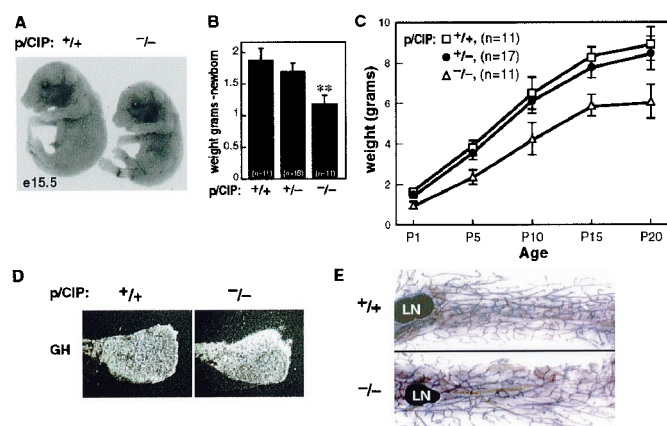 A
p/CIP: +/+ −/−
e15.5
B
weight grams -newborn
2
1.5
1
0.5
0
**
(n=11) (n=18) (n=11)
p/CIP: +/+ +/− −/−
C
weight (grams)
10
8
6
4
2
0
p/CIP: +/+, (n=11)
+/−, (n=17)
−/−, (n=11)
P1 P5 P10 P15 P20
Age
D
p/CIP: +/+ −/−
GH
E
+/+
LN
−/−
LN